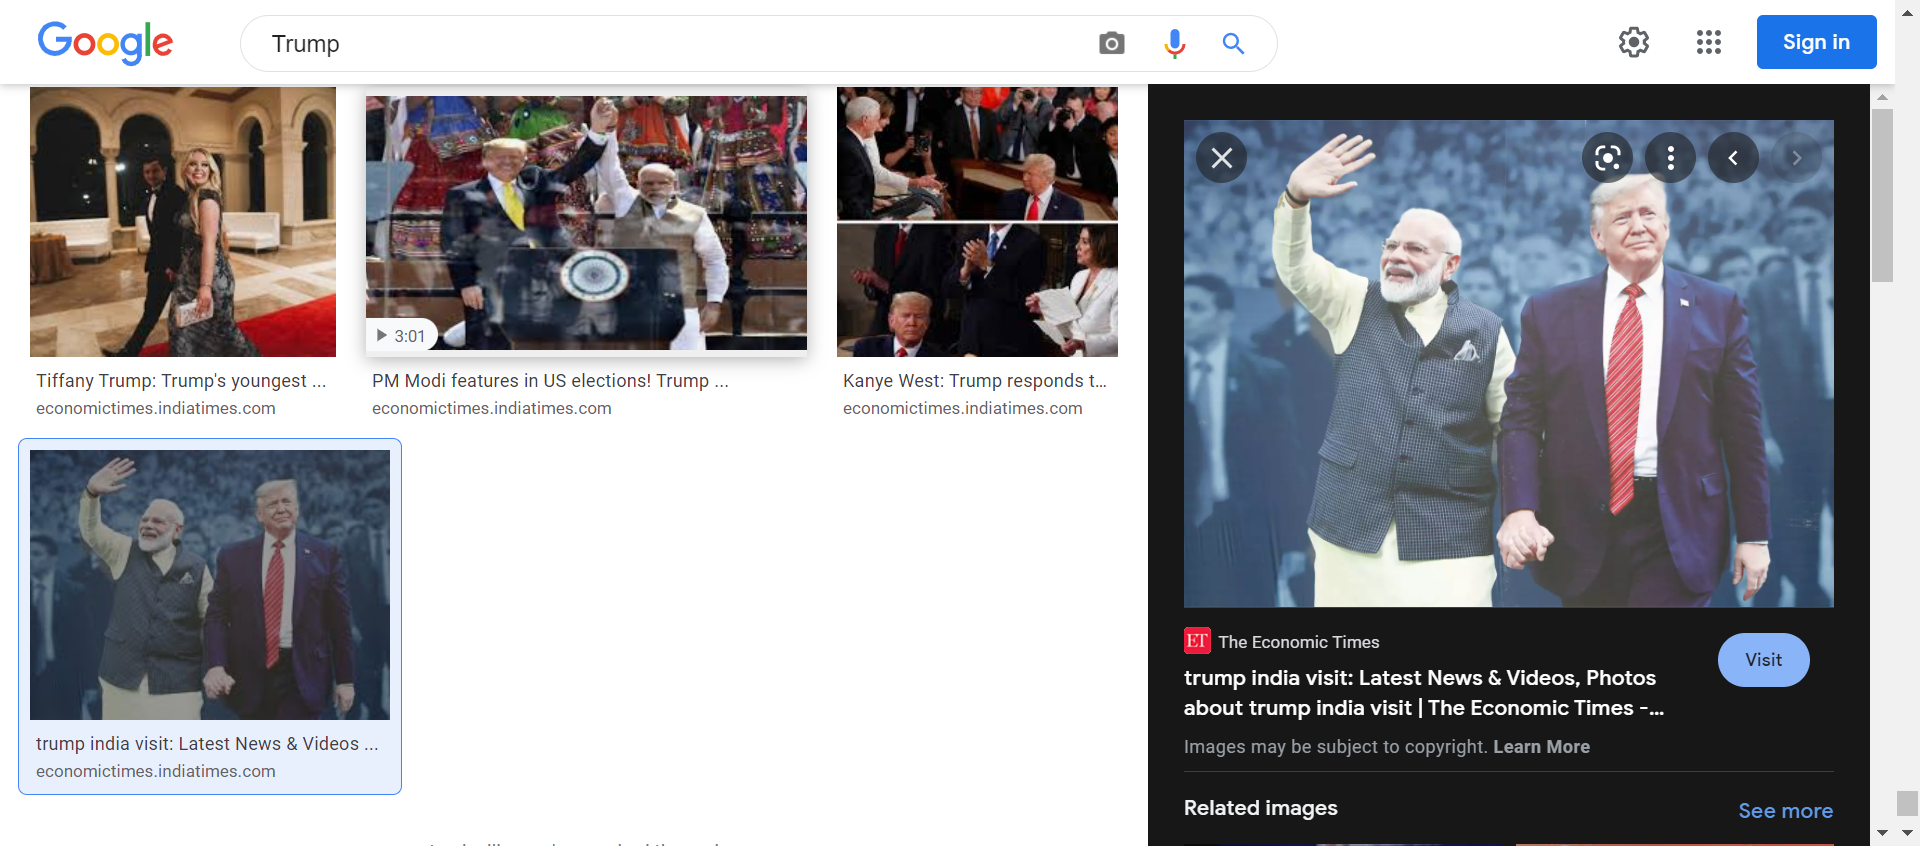 Google
Trump
Sign in
3:01
Tiffany Trump: Trump's youngest ...
economictimes.indiatimes.com
PM Modi features in US elections! Trump ...
economictimes.indiatimes.com
Kanye West: Trump responds t...
economictimes.indiatimes.com
trump india visit: Latest News & Videos ...
economictimes.indiatimes.com
ET The Economic Times
Visit
trump india visit: Latest News & Videos, Photos
about trump india visit | The Economic Times -...
Images may be subject to copyright. Learn More
Related images
See more